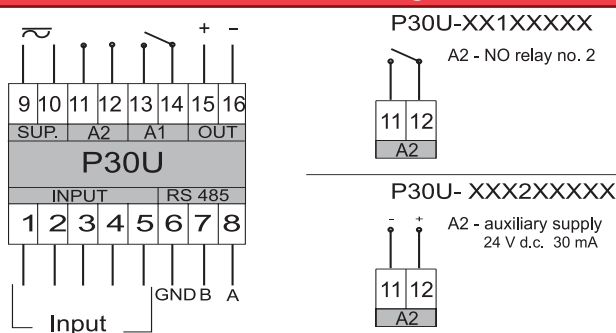 + -
9 10 11 12 13 14 15 16
SUP. A2 A1 OUT
P30U
INPUT RS 485
1 2 3 4 5 6 7 8
GND B A
Input
P30U-XX1XXXXX
A2 - NO relay no. 2
11 12
A2
P30U- XXX2XXXXX
- +
A2 - auxiliary supply
24 V d.c. 30 mA
11 12
A2